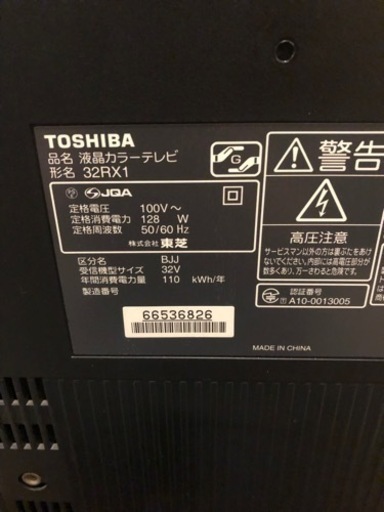 TOSHIBA
品名 液晶カラーテレビ
形名 32RX1
G
JQA
定格電圧 100V～
定格消費電力 128 W
定格周波数 50/60 Hz
株式会社 東芝
区分名 BJJ
受信機型サイズ 32V
年間消費電力量 110 kWh/年
製造番号
66536826
警告
高圧注意
サービスマン以外の方は裏ぶたをあけ
ないでください。内部には高電圧部分が
数多くあり、万一さわると危険です。
認証番号
A10-0013005
MADE IN CHINA